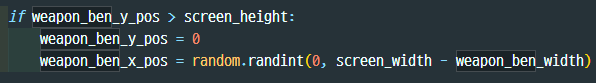 if weapon_ben_y_pos > screen_height:
    weapon_ben_y_pos = 0
    weapon_ben_x_pos = random.randint(0, screen_width - weapon_ben_width)